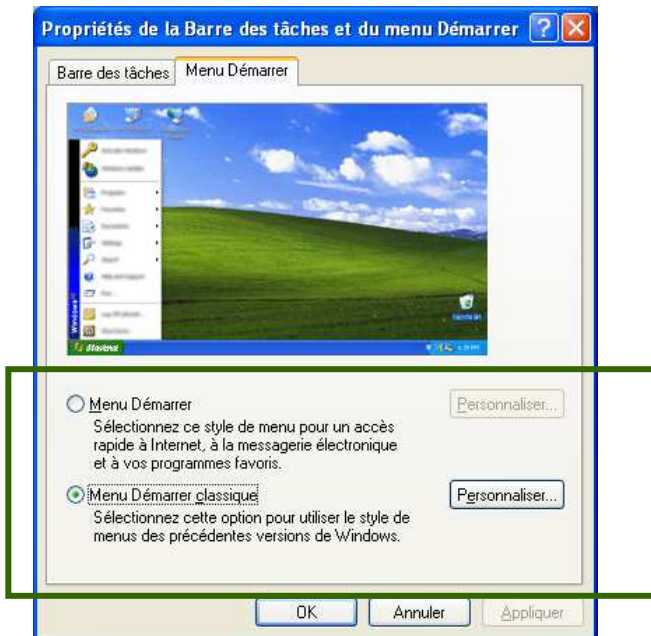 Propriétés de la Barre des tâches et du menu Démarrer
Barre des tâches
Menu Démarrer
Menu Démarrer
Personnaliser...
Sélectionnez ce style de menu pour un accès
rapide à Internet, à la messagerie électronique
et à vos programmes favoris.
Menu Démarrer classique
Personnaliser...
Sélectionnez cette option pour utiliser le style de
menus des précédentes versions de Windows.
OK
Annuler
Appliquer